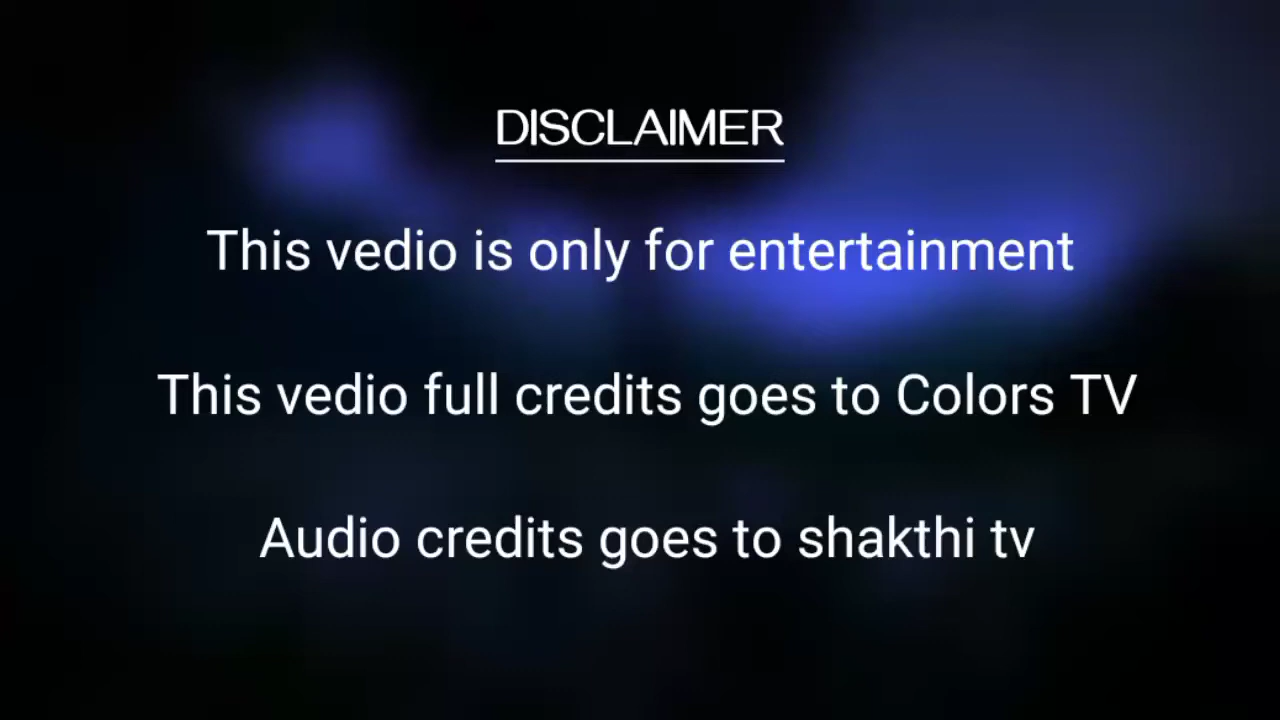 DISCLAIMER
This vedio is only for entertainment
This vedio full credits goes to Colors TV
Audio credits goes to shakthi tv